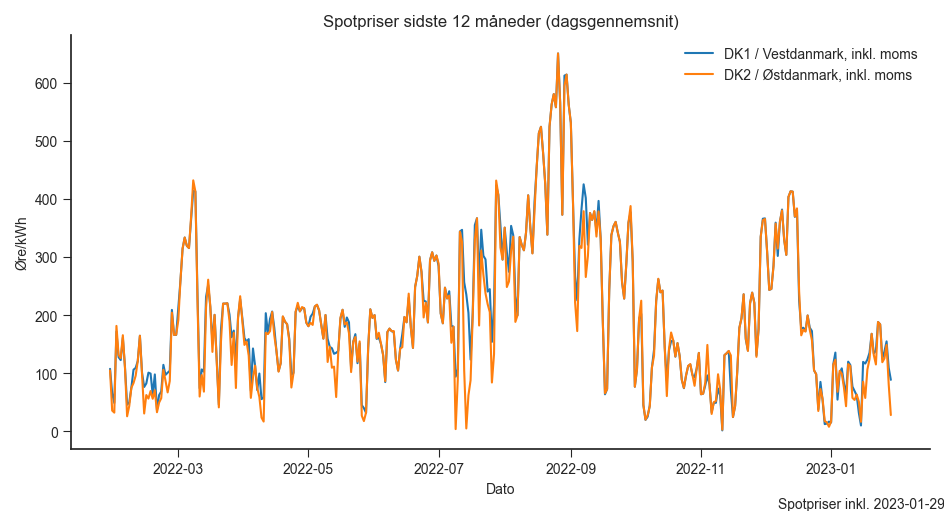 Spotpriser sidste 12 måneder (dagsgennemsnit)
DK1 / Vestdanmark, inkl. moms
DK2 / Østdanmark, inkl. moms
Øre/kWh
600
500
400
300
200
100
0
2022-03
2022-05
2022-07
2022-09
2022-11
2023-01
Dato
Spotpriser inkl. 2023-01-29